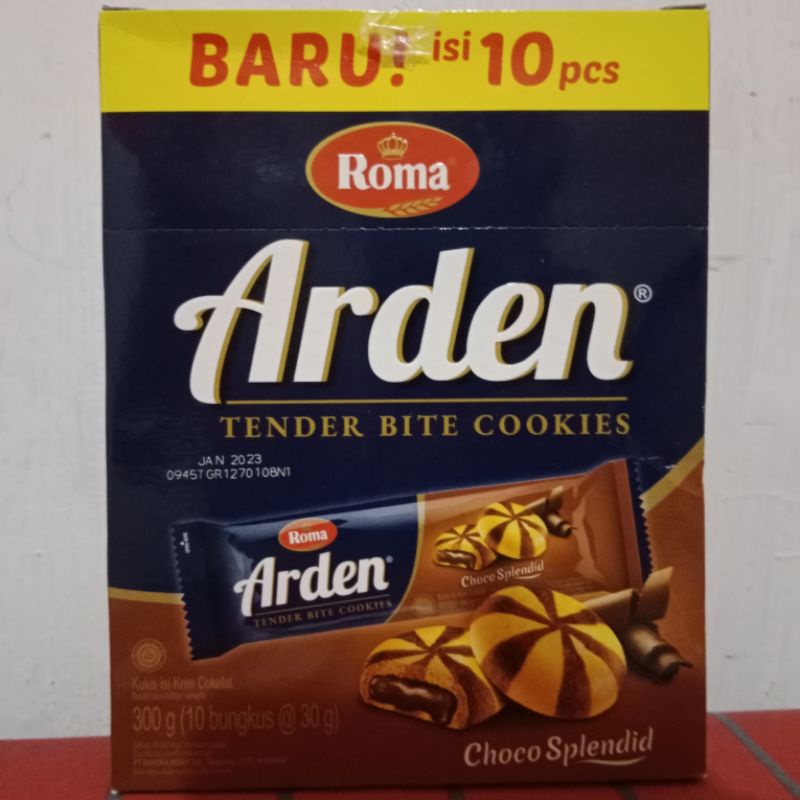 BARU! isi 10 pcs
Roma
Arden®
TENDER BITE COOKIES
JAN 2023
0945TGR1270108N1
Roma
Arden
TENDER BITE COOKIES
Choco Splendid
Kukis Isi Krim Cokelat
300 g (10 bungkus @ 30 g)
Choco Splendid